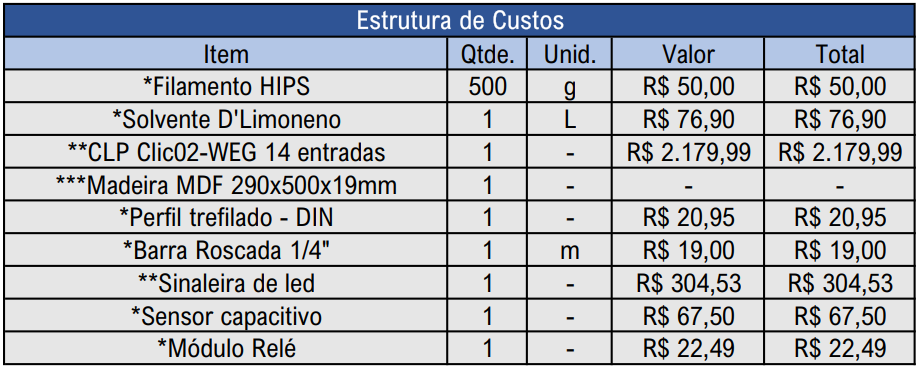 Estrutura de Custos
Item Qtde. Unid. Valor Total
*Filamento HIPS 500 g R$ 50,00 R$ 50,00
*Solvente D'Limoneno 1 L R$ 76,90 R$ 76,90
**CLP Clic02-WEG 14 entradas 1 - R$ 2.179,99 R$ 2.179,99
***Madeira MDF 290x500x19mm 1 - - -
*Perfil trefilado - DIN 1 - R$ 20,95 R$ 20,95
*Barra Roscada 1/4" 1 m R$ 19,00 R$ 19,00
**Sinaleira de led 1 - R$ 304,53 R$ 304,53
*Sensor capacitivo 1 - R$ 67,50 R$ 67,50
*Módulo Relé 1 - R$ 22,49 R$ 22,49